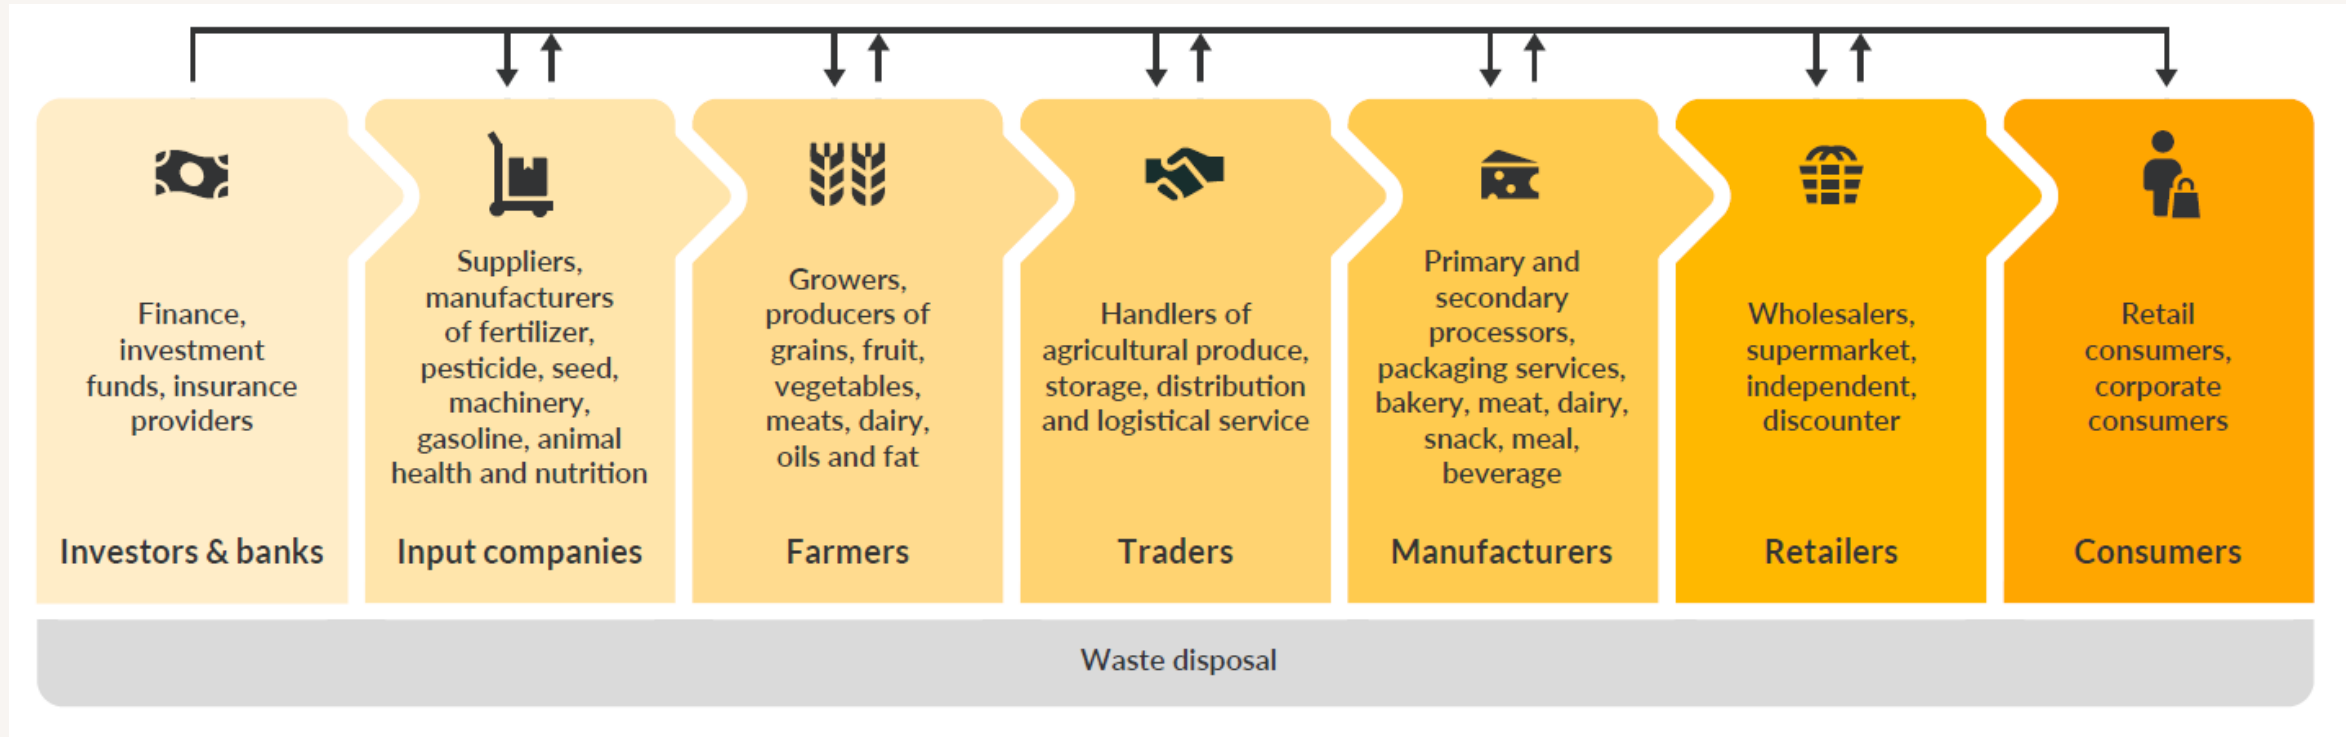 Finance,
investment
funds, insurance
providers
Investors & banks
Suppliers,
manufacturers
of fertilizer,
pesticide, seed,
machinery,
gasoline, animal
health and nutrition
Input companies
Growers,
producers of
grains, fruit,
vegetables,
meats, dairy,
oils and fat
Farmers
Handlers of
agricultural produce,
storage, distribution
and logistical service
Traders
Primary and
secondary
processors,
packaging services,
bakery, meat, dairy,
snack, meal,
beverage
Manufacturers
Wholesalers,
supermarket,
independent,
discounter
Retailers
Retail
consumers,
corporate
consumers
Consumers
Waste disposal